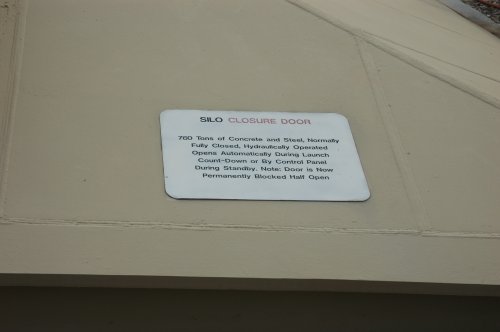 SILO CLOSURE DOOR
760 Tons of Concrete and Steel, Normally
Fully Closed, Hydraulically Operated
Opens Automatically During Launch
Count-Down or By Control Panel
During Standby. Note: Door is Now
Permanently Blocked Half Open